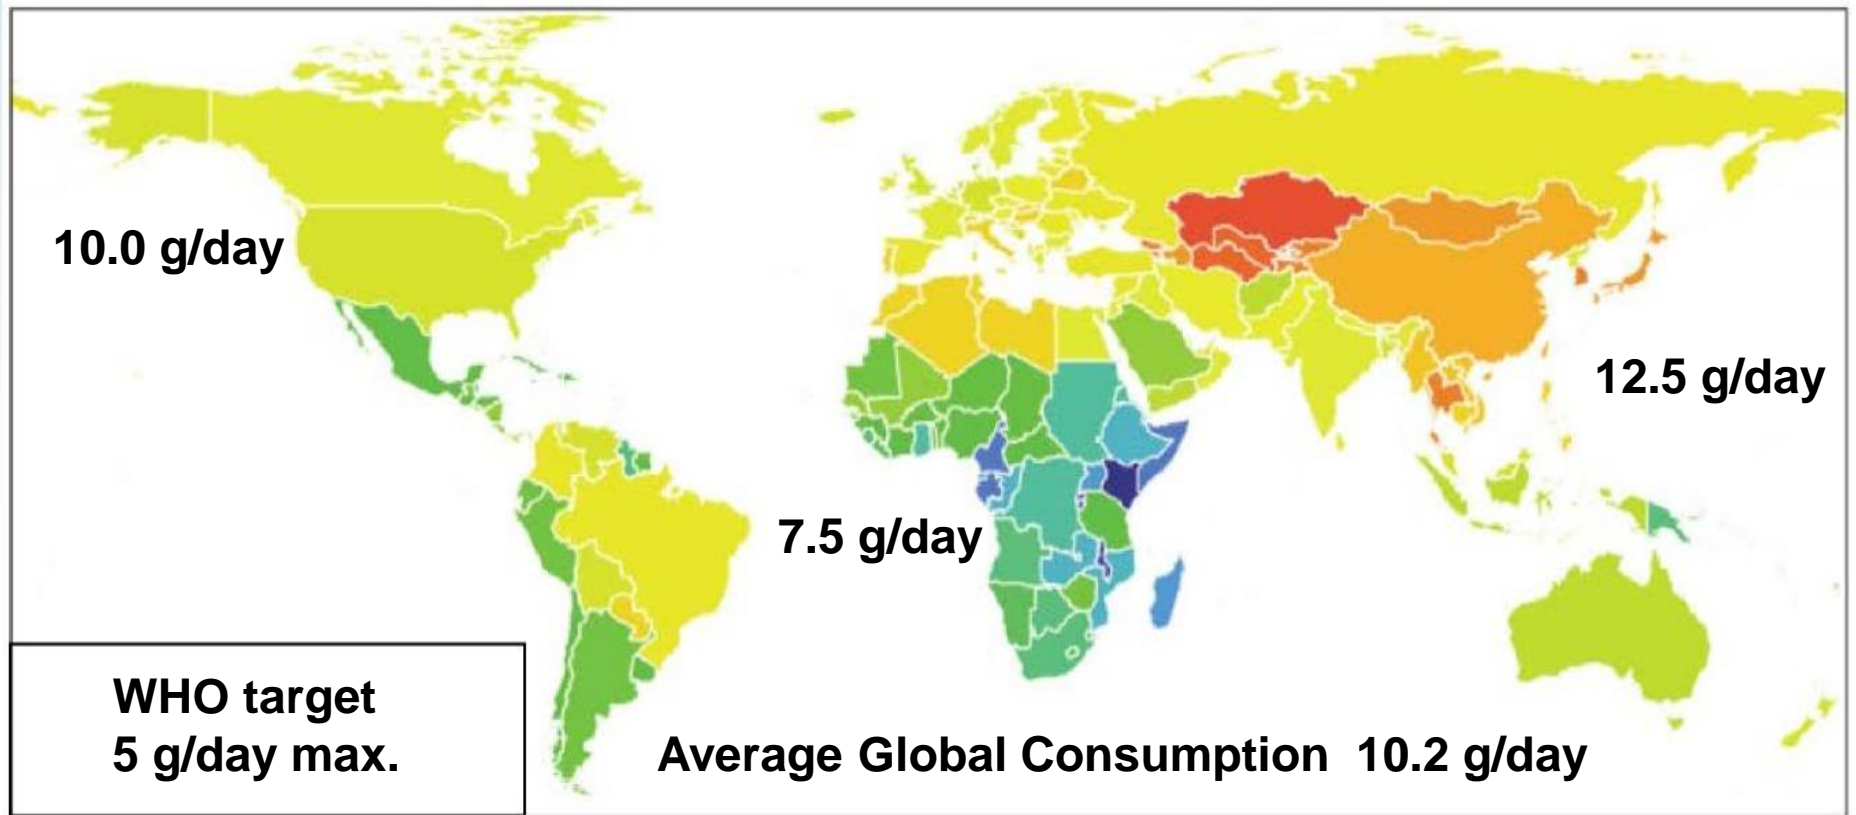 10.0 g/day
12.5 g/day
7.5 g/day
WHO target
5 g/day max.
Average Global Consumption 10.2 g/day